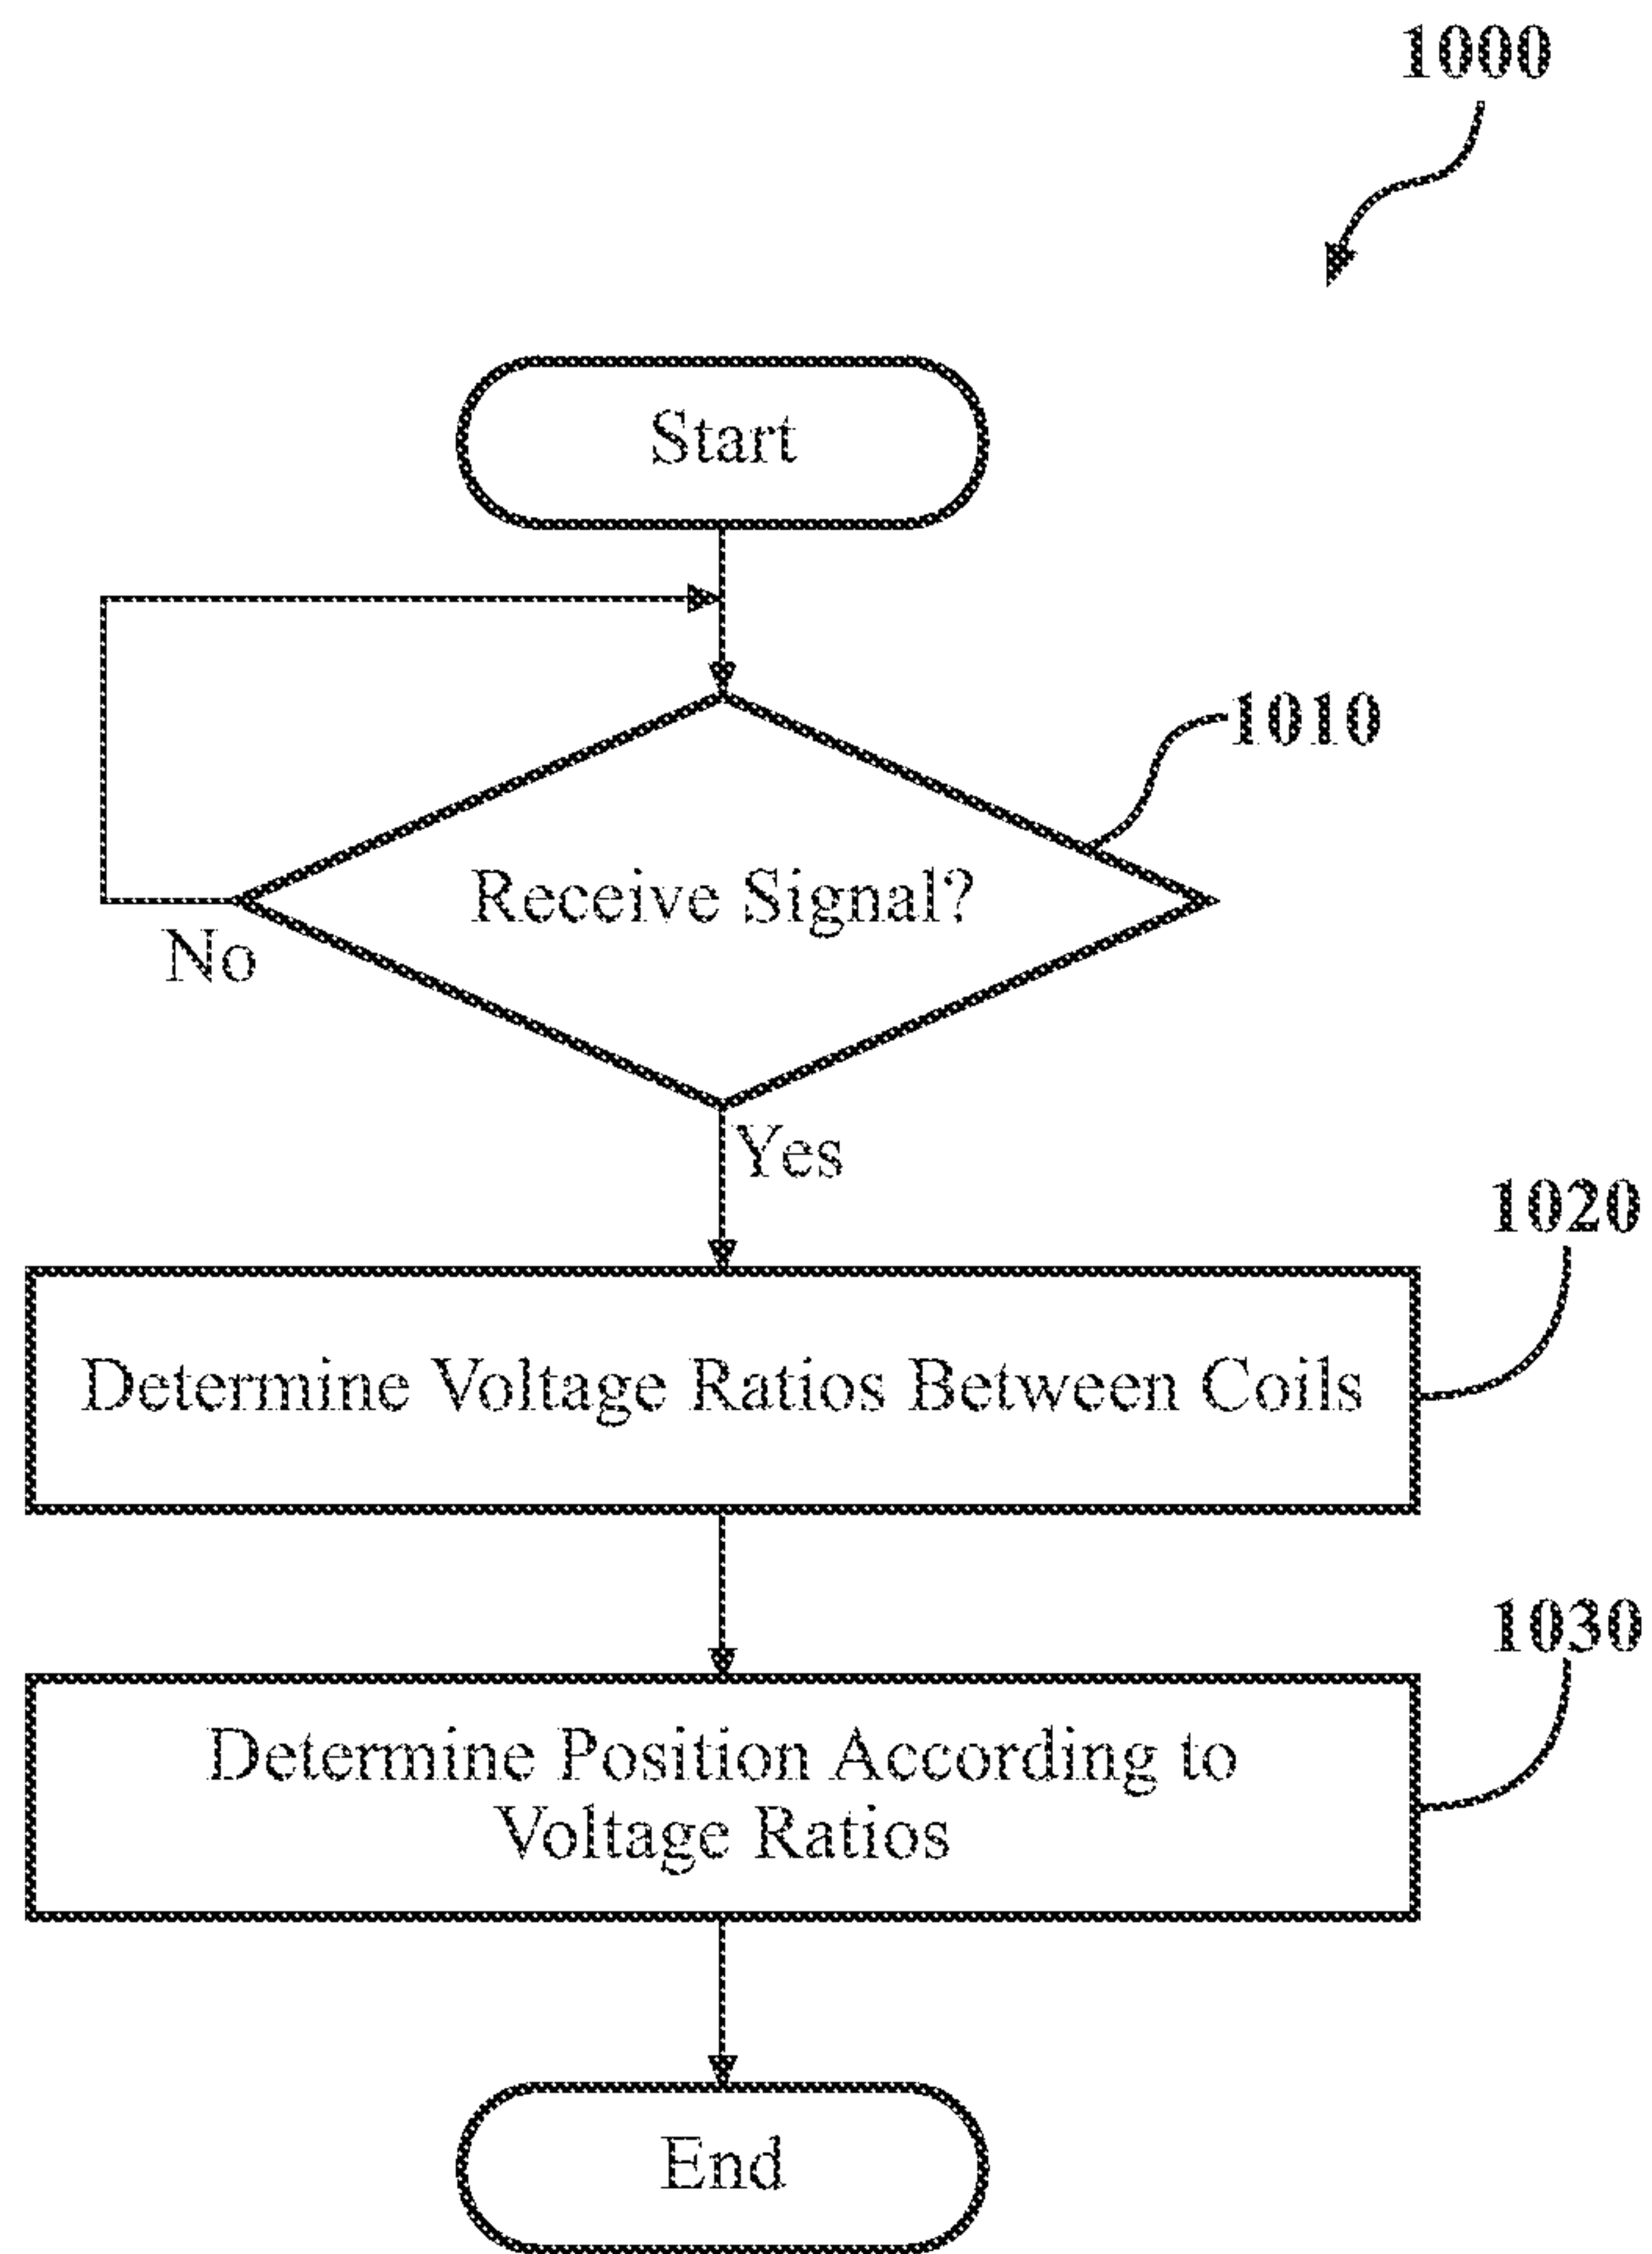 1000
Start
1010
Receive Signal?
No
Yes
1020
Determine Voltage Ratios Between Coils
1030
Determine Position According to
Voltage Ratios
End